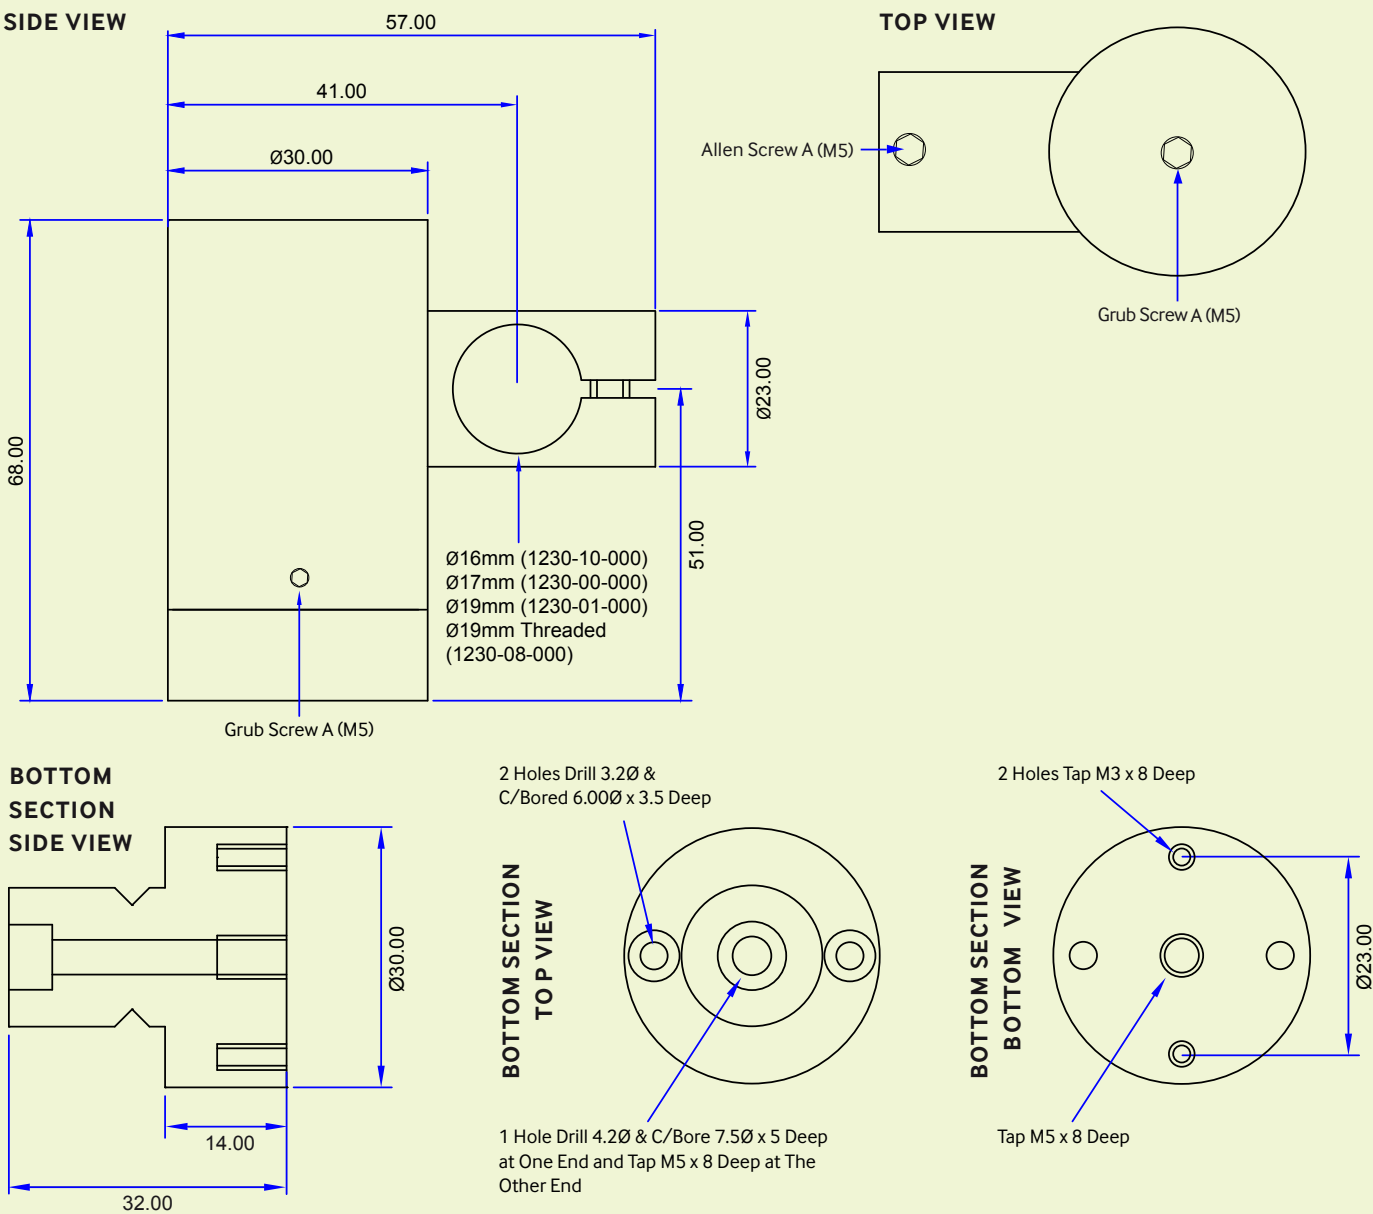 SIDE VIEW
57.00
41.00
Ø30.00
68.00
Ø23.00
51.00
Ø16mm (1230-10-000)
Ø17mm (1230-00-000)
Ø19mm (1230-01-000)
Ø19mm Threaded
(1230-08-000)
Grub Screw A (M5)
TOP VIEW
Allen Screw A (M5)
Grub Screw A (M5)
BOTTOM
SECTION
SIDE VIEW
Ø30.00
14.00
32.00
2 Holes Drill 3.2Ø &
C/Bored 6.00Ø x 3.5 Deep
BOTTOM SECTION
TOP VIEW
1 Hole Drill 4.2Ø & C/Bore 7.5Ø x 5 Deep
at One End and Tap M5 x 8 Deep at The
Other End
2 Holes Tap M3 x 8 Deep
BOTTOM SECTION
BOTTOM VIEW
Ø23.00
Tap M5 x 8 Deep